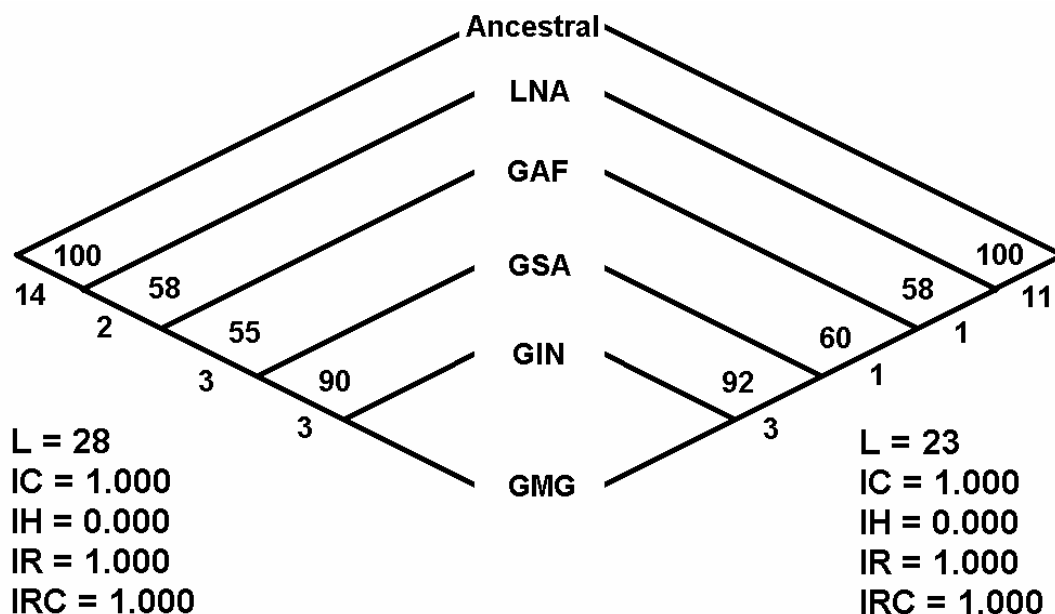 Ancestral
LNA
GAF
GSA
GIN
GMG
100
58
55
90
14
2
3
3
100
58
60
92
11
1
1
3
L = 28
IC = 1.000
IH = 0.000
IR = 1.000
IRC = 1.000
L = 23
IC = 1.000
IH = 0.000
IR = 1.000
IRC = 1.000